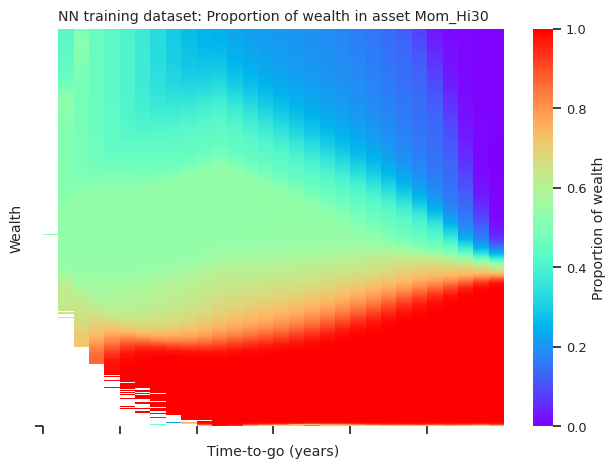 NN training dataset: Proportion of wealth in asset Mom_Hi30
1.0
0.8
0.6
0.4
0.2
0.0
Proportion of wealth
Wealth
Time-to-go (years)